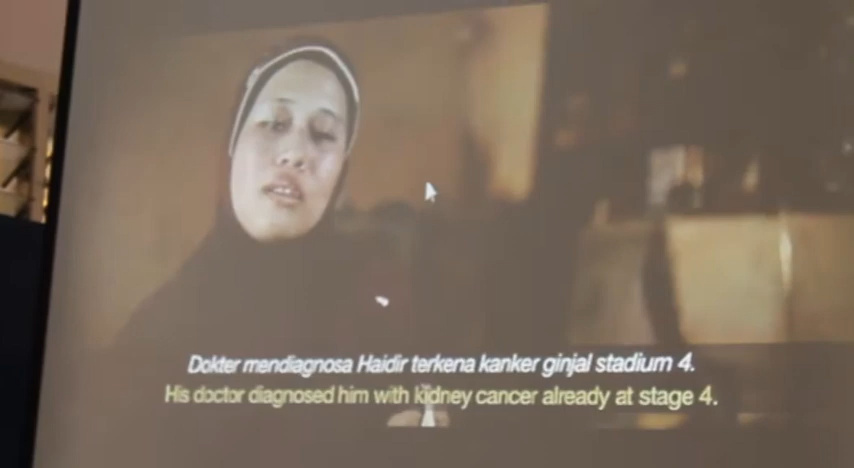 Dokter mendiagnosa Haidir terkena kanker ginjal stadium 4.
His doctor diagnosed him with kidney cancer already at stage 4.